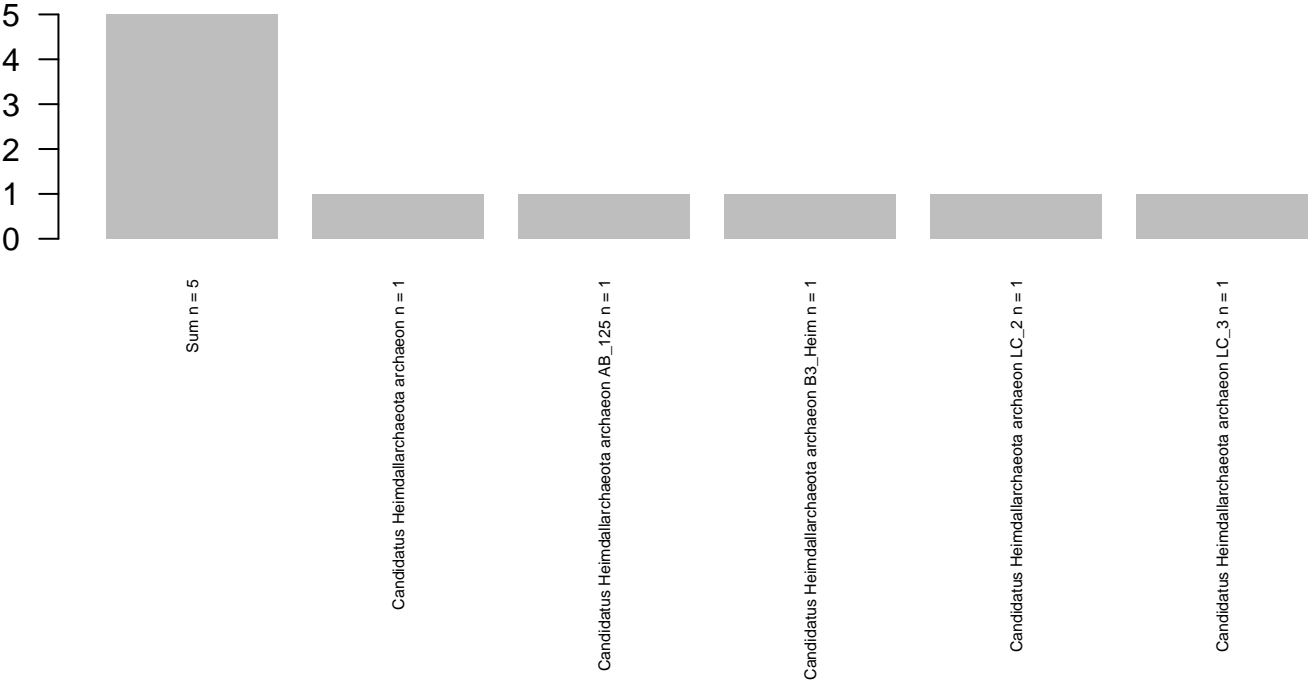 5
4
3
2
1
0
Sum n = 5
Candidatus Heimdallarchaeota archaeon n = 1
Candidatus Heimdallarchaeota archaeon AB_125 n = 1
Candidatus Heimdallarchaeota archaeon B3_Heim n = 1
Candidatus Heimdallarchaeota archaeon LC_2 n = 1
Candidatus Heimdallarchaeota archaeon LC_3 n = 1